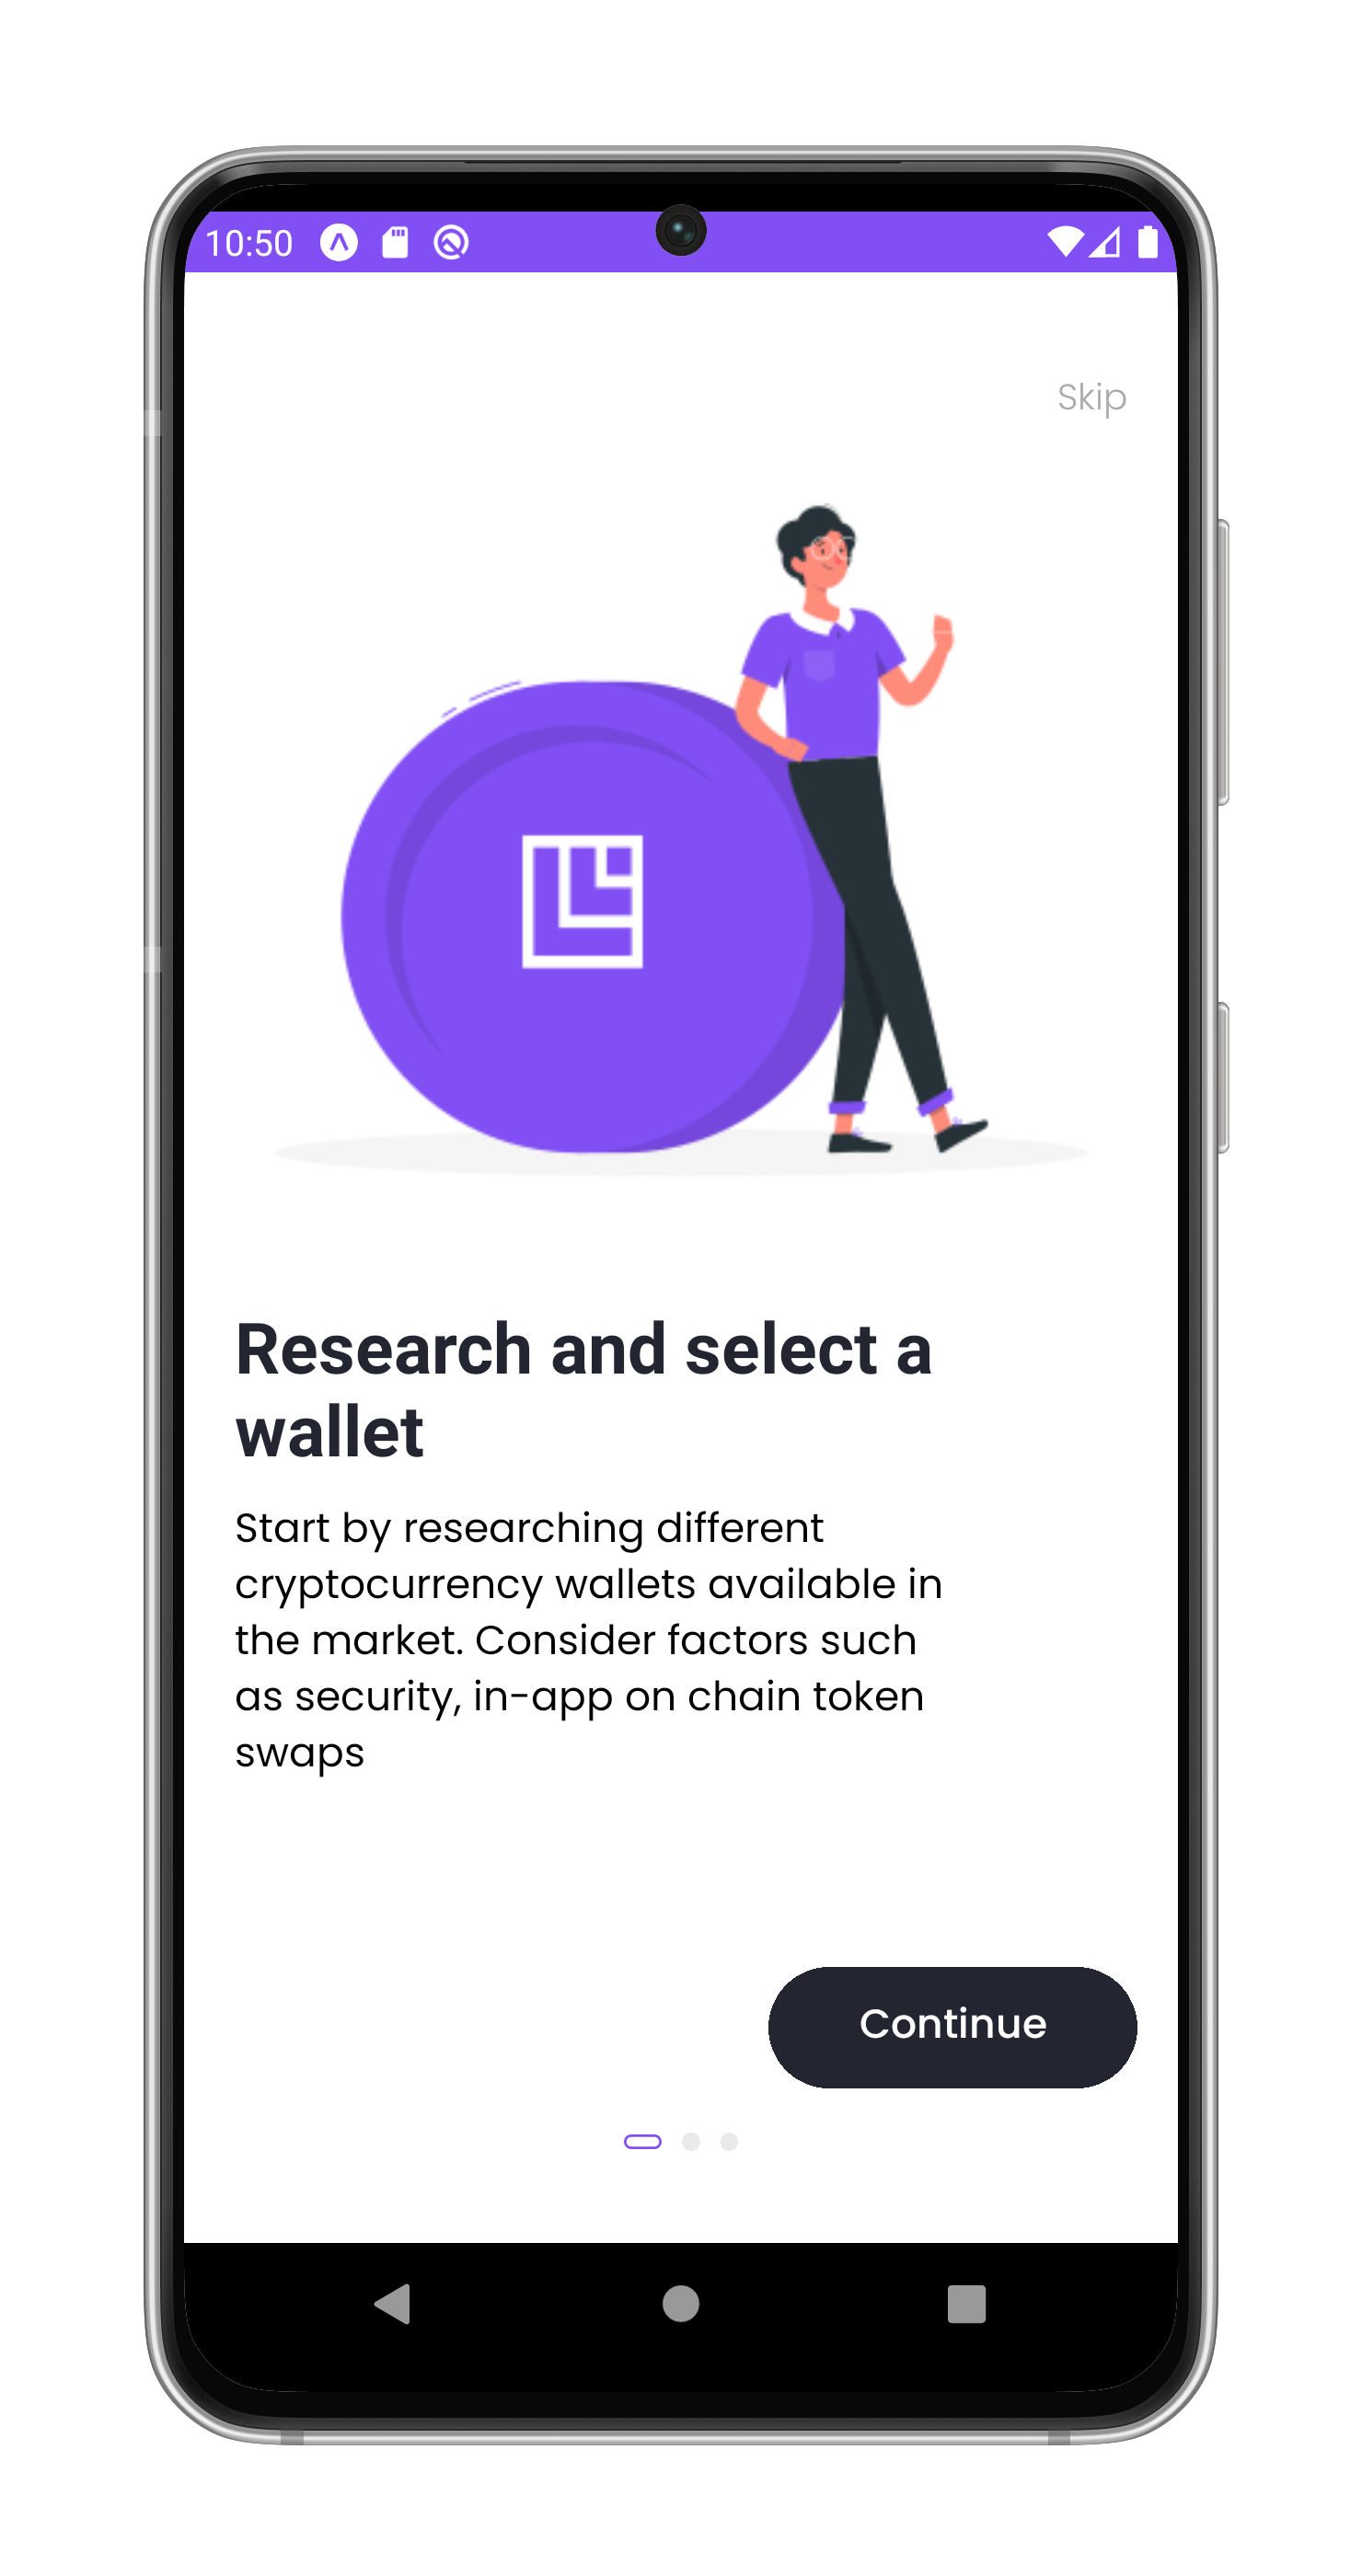 10:50
Skip
Research and select a
wallet
Start by researching different
cryptocurrency wallets available in
the market. Consider factors such
as security, in-app on chain token
swaps
Continue